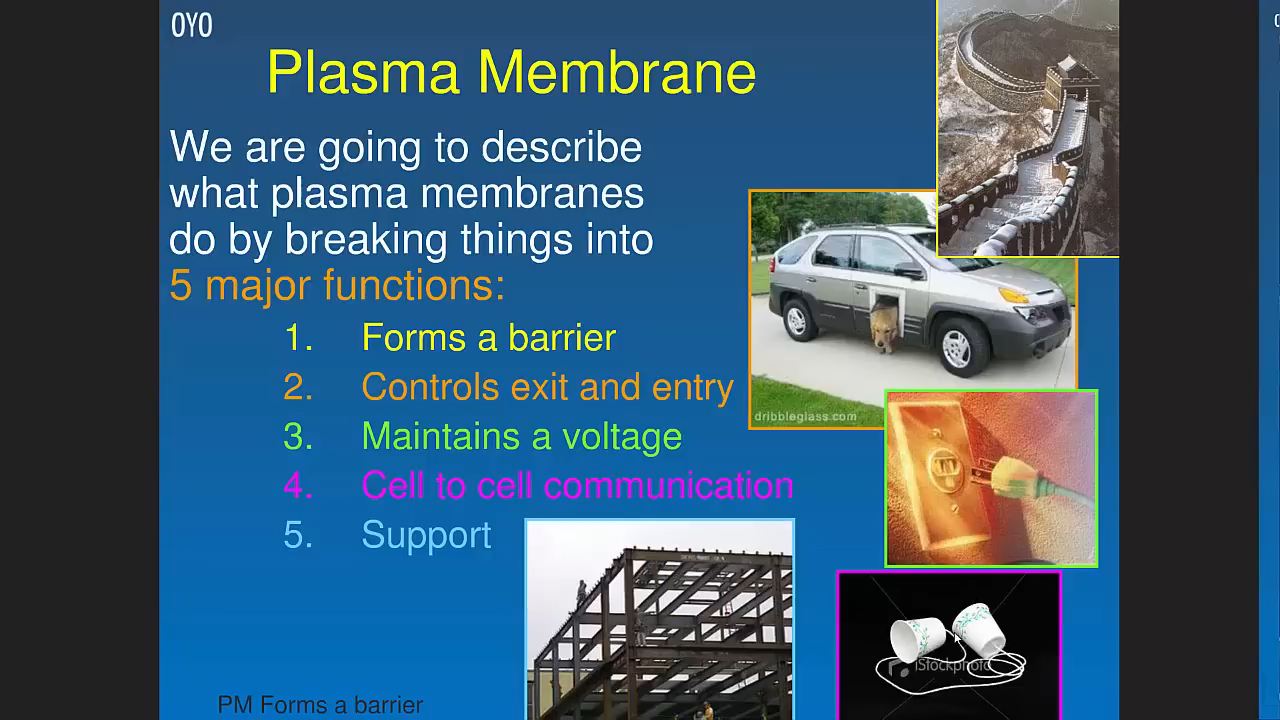 OYO
Plasma Membrane
We are going to describe
what plasma membranes
do by breaking things into
5 major functions:
1. Forms a barrier
2. Controls exit and entry
3. Maintains a voltage
4. Cell to cell communication
5. Support
dribbleglass.com
iStockphoto
PM Forms a barrier